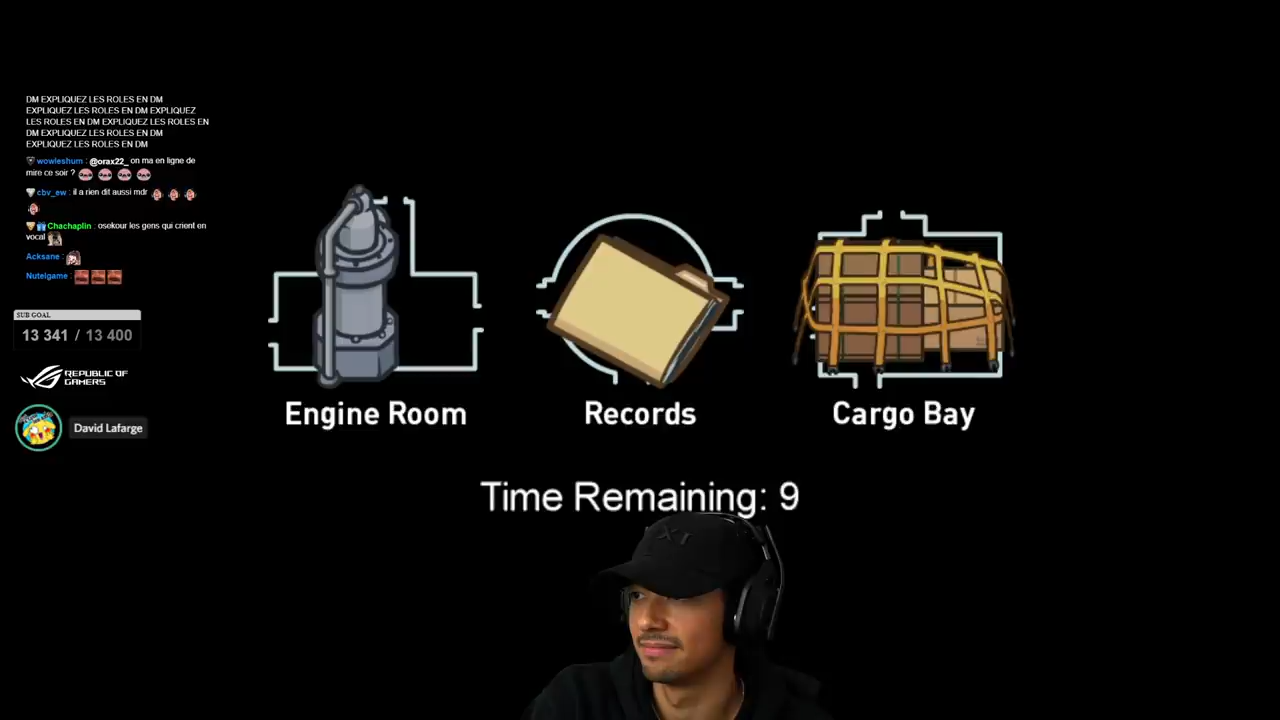 DM EXPLIQUEZ LES ROLES EN DM
EXPLIQUEZ LES ROLES EN DM EXPLIQUEZ
LES ROLES EN DM EXPLIQUEZ LES ROLES EN
DM EXPLIQUEZ LES ROLES EN DM
EXPLIQUEZ LES ROLES EN DM
wowleshum : @orax22_ on ma en ligne de
mire ce soir ?
cbv_ew : il a rien dit aussi mdr
Chachaplin : osekour les gens qui crient en
vocal
Acksane :
Nutelgame :
SUB GOAL
13 341 / 13 400
REPUBLIC OF
GAMERS
David Lafarge
Engine Room
Records
Cargo Bay
Time Remaining: 9